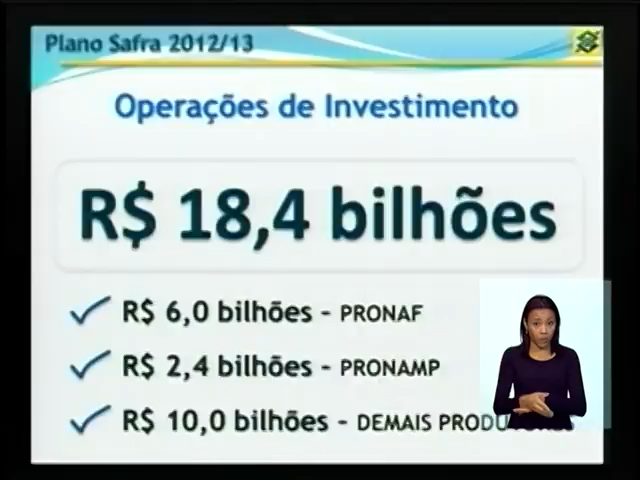 Plano Safra 2012/13
Operações de Investimento
R$ 18,4 bilhões
R$ 6,0 bilhões - PRONAF
R$ 2,4 bilhões - PRONAMP
R$ 10,0 bilhões - DEMAIS PRODUTORES